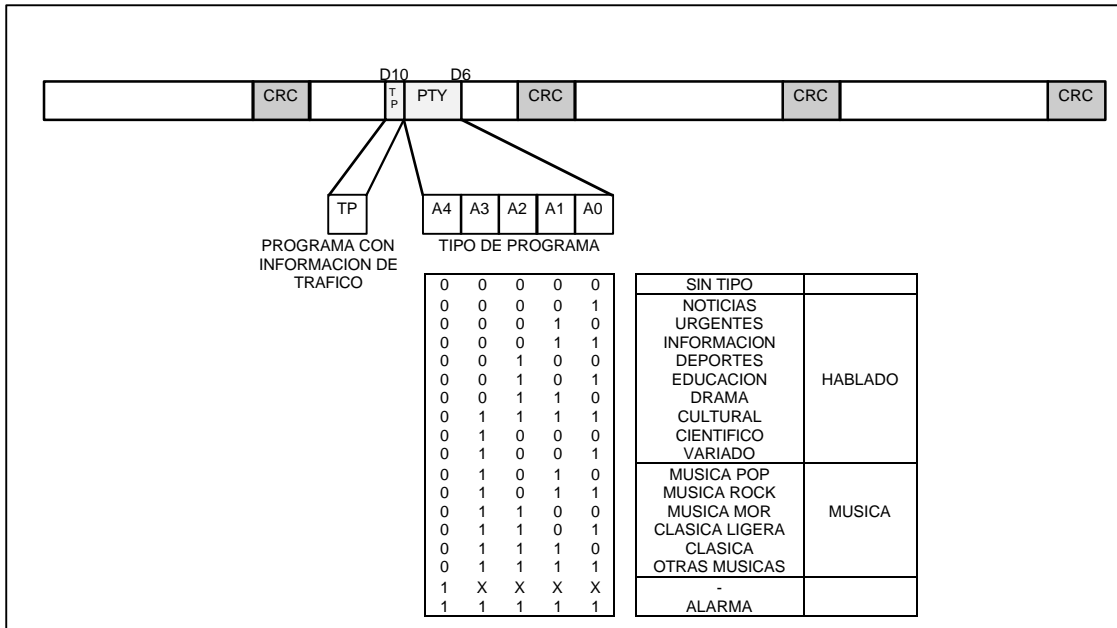 D10 D6
CRC T P PTY CRC CRC CRC
TP A4 A3 A2 A1 A0
PROGRAMA CON
INFORMACION DE
TRAFICO
TIPO DE PROGRAMA
0 0 0 0 0 SIN TIPO
0 0 0 0 1 NOTICIAS
0 0 0 1 0 URGENTES
0 0 0 1 1 INFORMACION
0 0 1 0 0 DEPORTES
0 0 1 0 1 EDUCACION HABLADO
0 0 1 1 0 DRAMA
0 1 1 1 1 CULTURAL
0 1 0 0 0 CIENTIFICO
0 1 0 0 1 VARIADO
0 1 0 1 0 MUSICA POP
0 1 0 1 1 MUSICA ROCK
0 1 1 0 0 MUSICA MOR MUSICA
0 1 1 0 1 CLASICA LIGERA
0 1 1 1 0 CLASICA
0 1 1 1 1 OTRAS MUSICAS
1 X X X X -
1 1 1 1 1 ALARMA